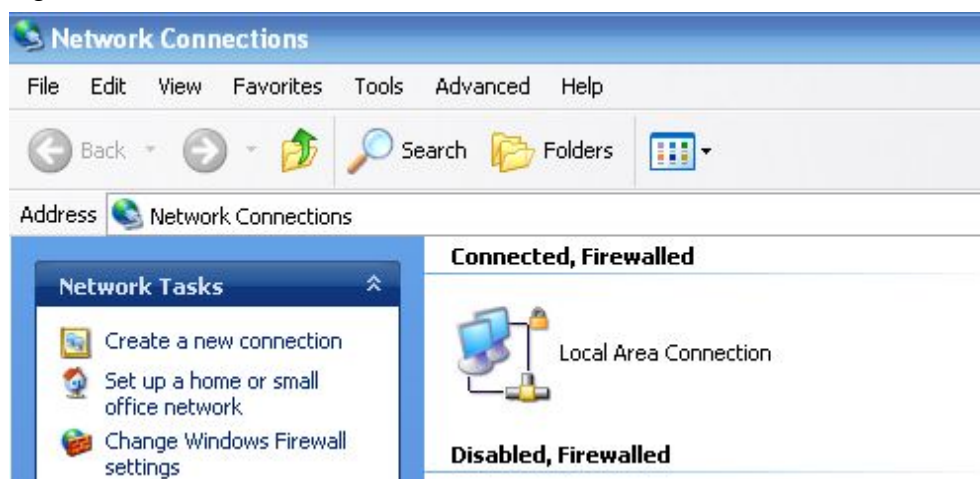 Network Connections
File Edit View Favorites Tools Advanced Help
Back Search Folders
Address Network Connections
Network Tasks
Create a new connection
Set up a home or small
office network
Change Windows Firewall
settings
Connected, Firewalled
Local Area Connection
Disabled, Firewalled